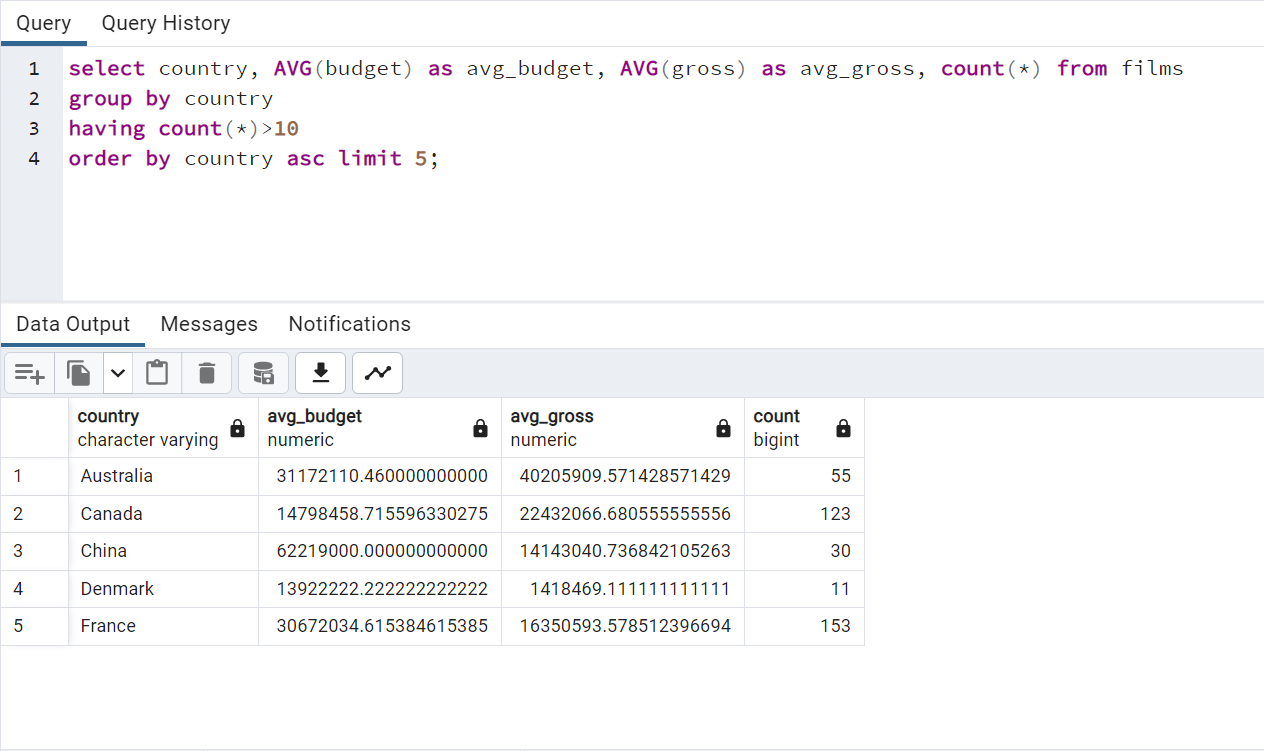 Query Query History
1 select country, AVG(budget) as avg_budget, AVG(gross) as avg_gross, count(*) from films
2 group by country
3 having count(*)>10
4 order by country asc limit 5;
Data Output Messages Notifications
country avg_budget avg_gross count
character varying numeric numeric bigint
1 Australia 31172110.460000000000 40205909.571428571429 55
2 Canada 14798458.715596330275 22432066.680555555556 123
3 China 62219000.000000000000 14143040.736842105263 30
4 Denmark 13922222.222222222222 1418469.111111111111 11
5 France 30672034.615384615385 16350593.578512396694 153